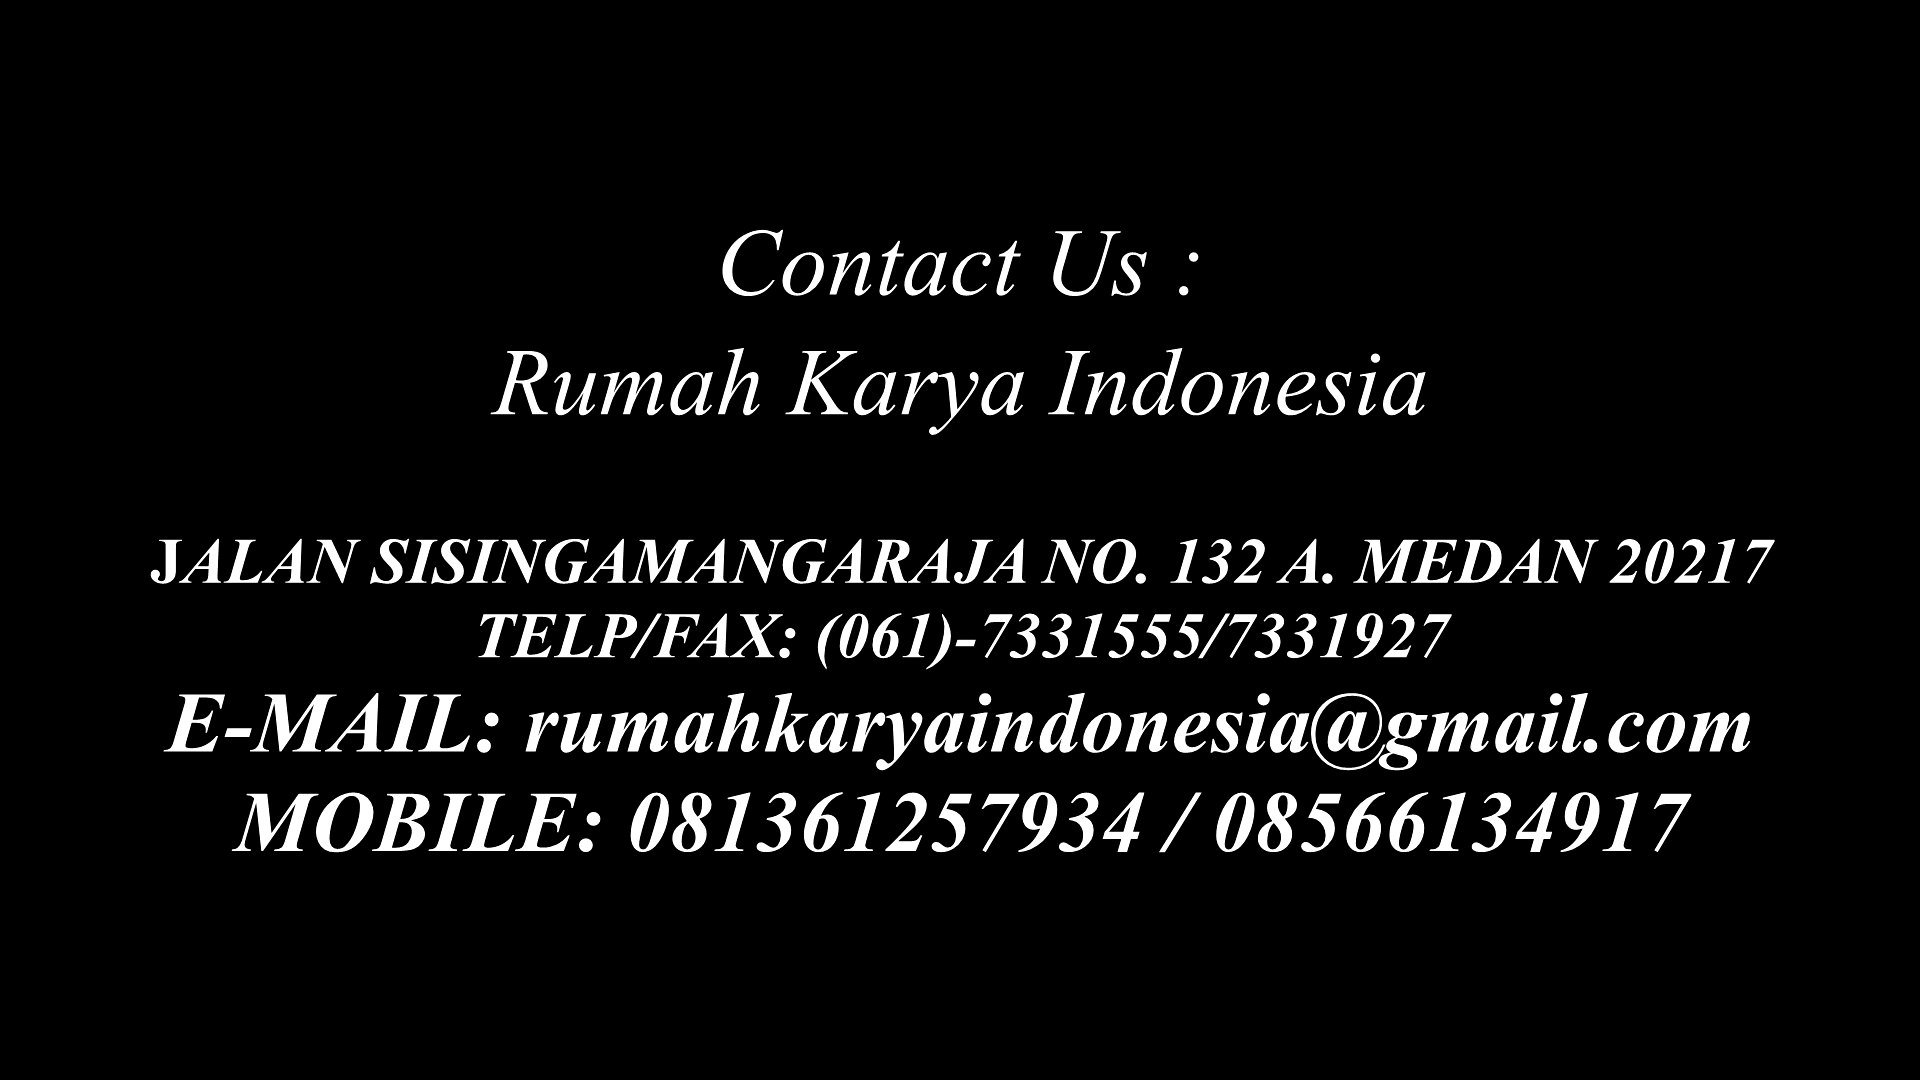 Contact Us :
Rumah Karya Indonesia
JALAN SISINGAMANGARAJA NO. 132 A. MEDAN 20217
TELP/FAX: (061)-7331555/7331927
E-MAIL: rumahkaryaindonesia@gmail.com
MOBILE: 081361257934 / 08566134917